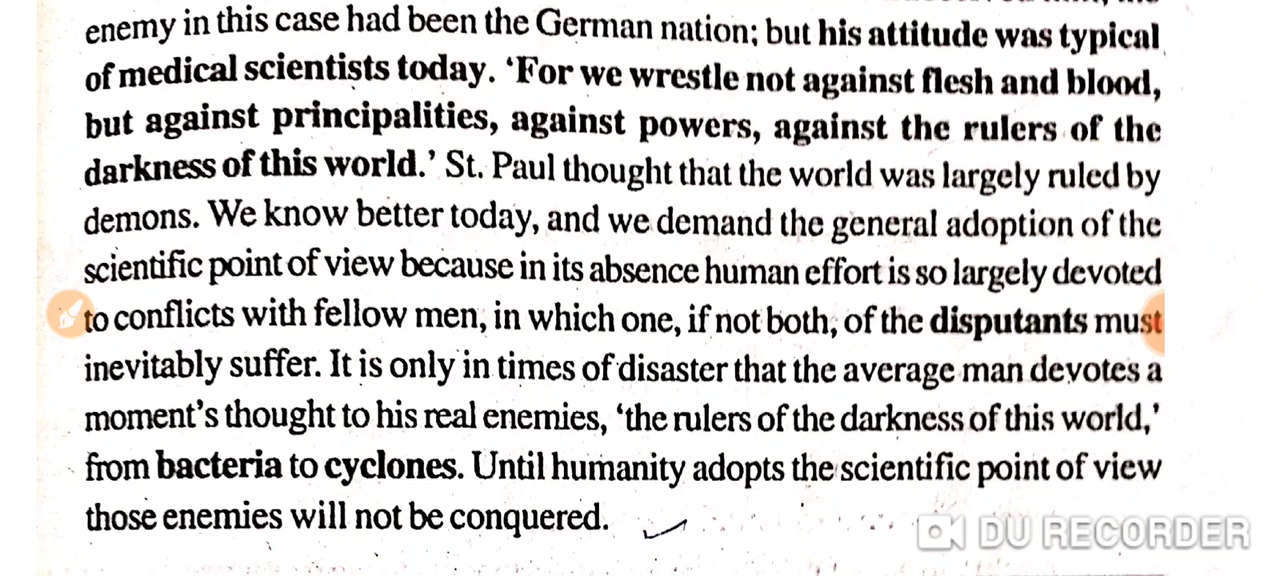 enemy in this case had been the German nation; but his attitude was typical
of medical scientists today. ‘For we wrestle not against flesh and blood,
but against principalities, against powers, against the rulers of the
darkness of this world.’ St. Paul thought that the world was largely ruled by
demons. We know better today, and we demand the general adoption of the
scientific point of view because in its absence human effort is so largely devoted
to conflicts with fellow men, in which one, if not both, of the disputants must
inevitably suffer. It is only in times of disaster that the average man devotes a
moment’s thought to his real enemies, ‘the rulers of the darkness of this world,’
from bacteria to cyclones. Until humanity adopts the scientific point of view
those enemies will not be conquered.
DU RECORDER